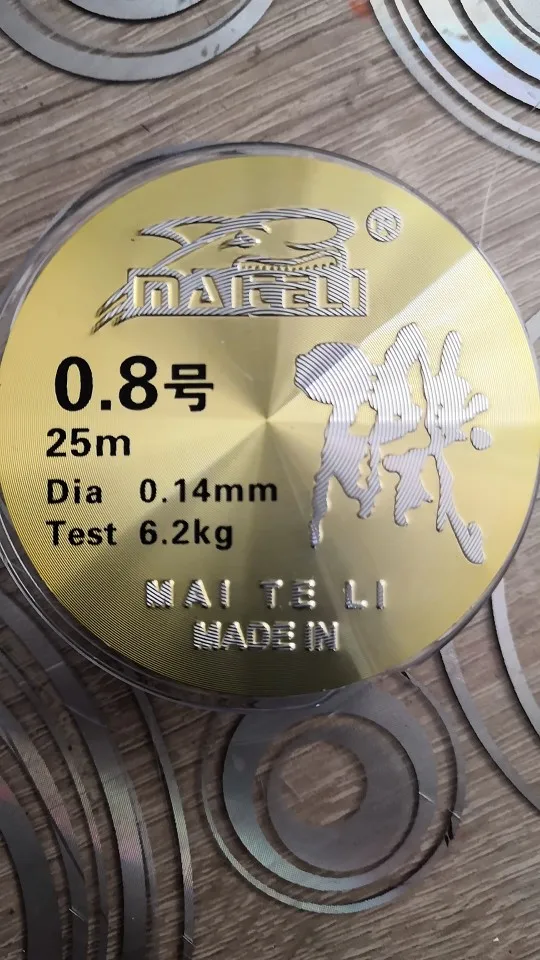 MAITELI ®
0.8号
25m
Dia 0.14mm
Test 6.2kg
MAI TE LI
MADE IN